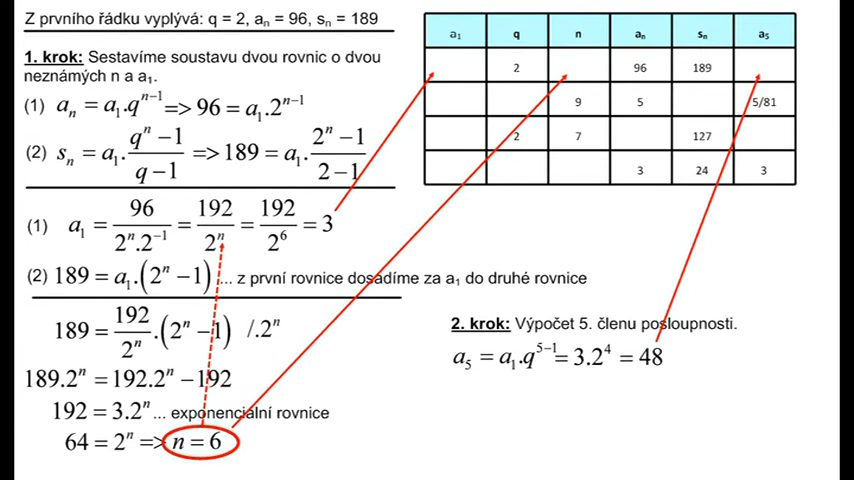 Z prvního řádku vyplývá: q = 2, aₙ = 96, sₙ = 189
1. krok: Sestavíme soustavu dvou rovnic o dvou
neznámých n a a₁.
(1) aₙ = a₁.qⁿ⁻¹ => 96 = a₁.2ⁿ⁻¹
(2) sₙ = a₁.(qⁿ − 1)/(q − 1) => 189 = a₁.(2ⁿ − 1)/(2 − 1)
(1) a₁ = 96/(2ⁿ.2⁻¹) = 192/2ⁿ = 192/2⁶ = 3
(2) 189 = a₁.(2ⁿ − 1) ... z první rovnice dosadíme za a₁ do druhé rovnice
189 = 192/2ⁿ.(2ⁿ − 1) /.2ⁿ
189.2ⁿ = 192.2ⁿ − 192
192 = 3.2ⁿ ... exponenciální rovnice
64 = 2ⁿ => n = 6
a₁ q n aₙ sₙ a₅
2 96 189
9 5 5/81
2 7 127
3 24 3
2. krok: Výpočet 5. členu posloupnosti.
a₅ = a₁.q⁵⁻¹ = 3.2⁴ = 48